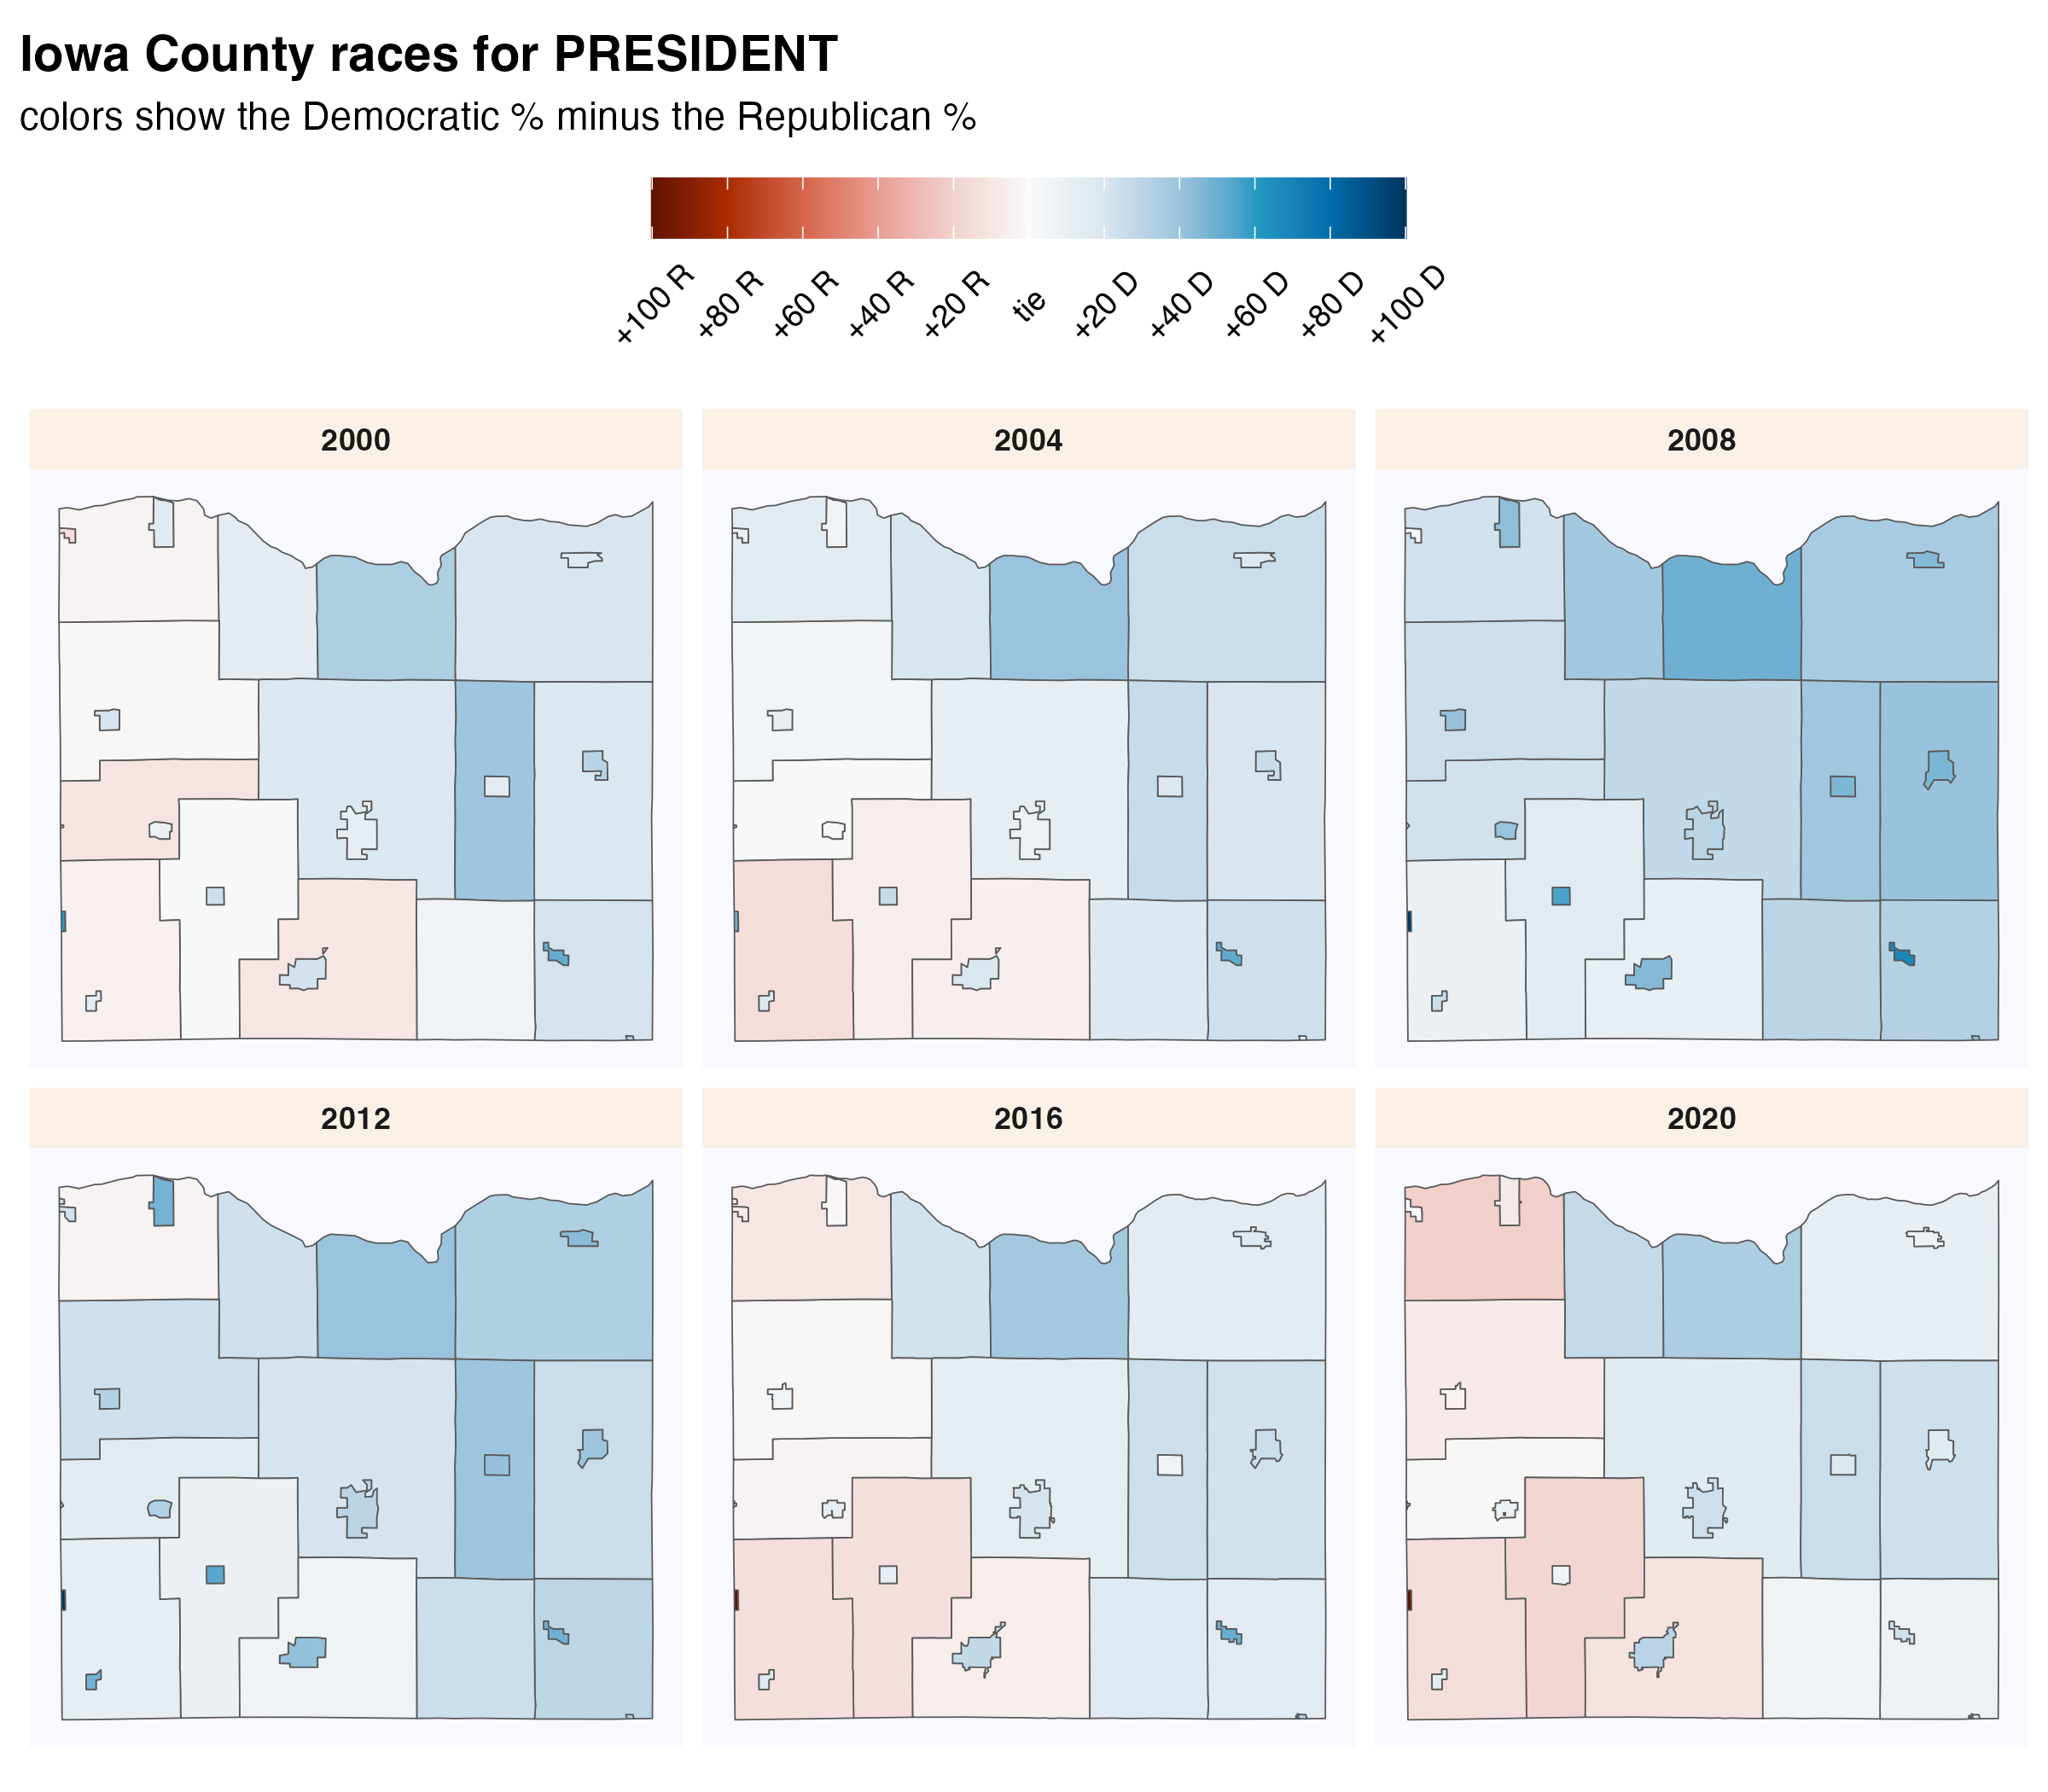 Iowa County races for PRESIDENT
colors show the Democratic % minus the Republican %
+100 R +80 R +60 R +40 R +20 R tie +20 D +40 D +60 D +80 D +100 D
2000 2004 2008
2012 2016 2020